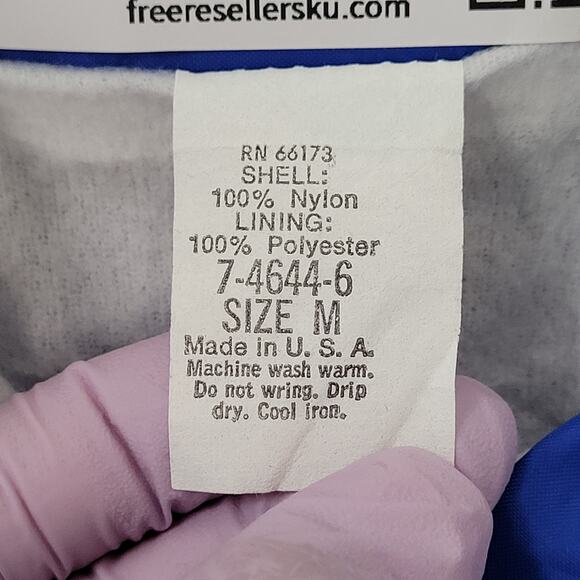 freeresellersku.com
RN 66173
SHELL:
100% Nylon
LINING:
100% Polyester
7-4644-6
SIZE M
Made in U. S. A.
Machine wash warm.
Do not wring. Drip
dry. Cool iron.